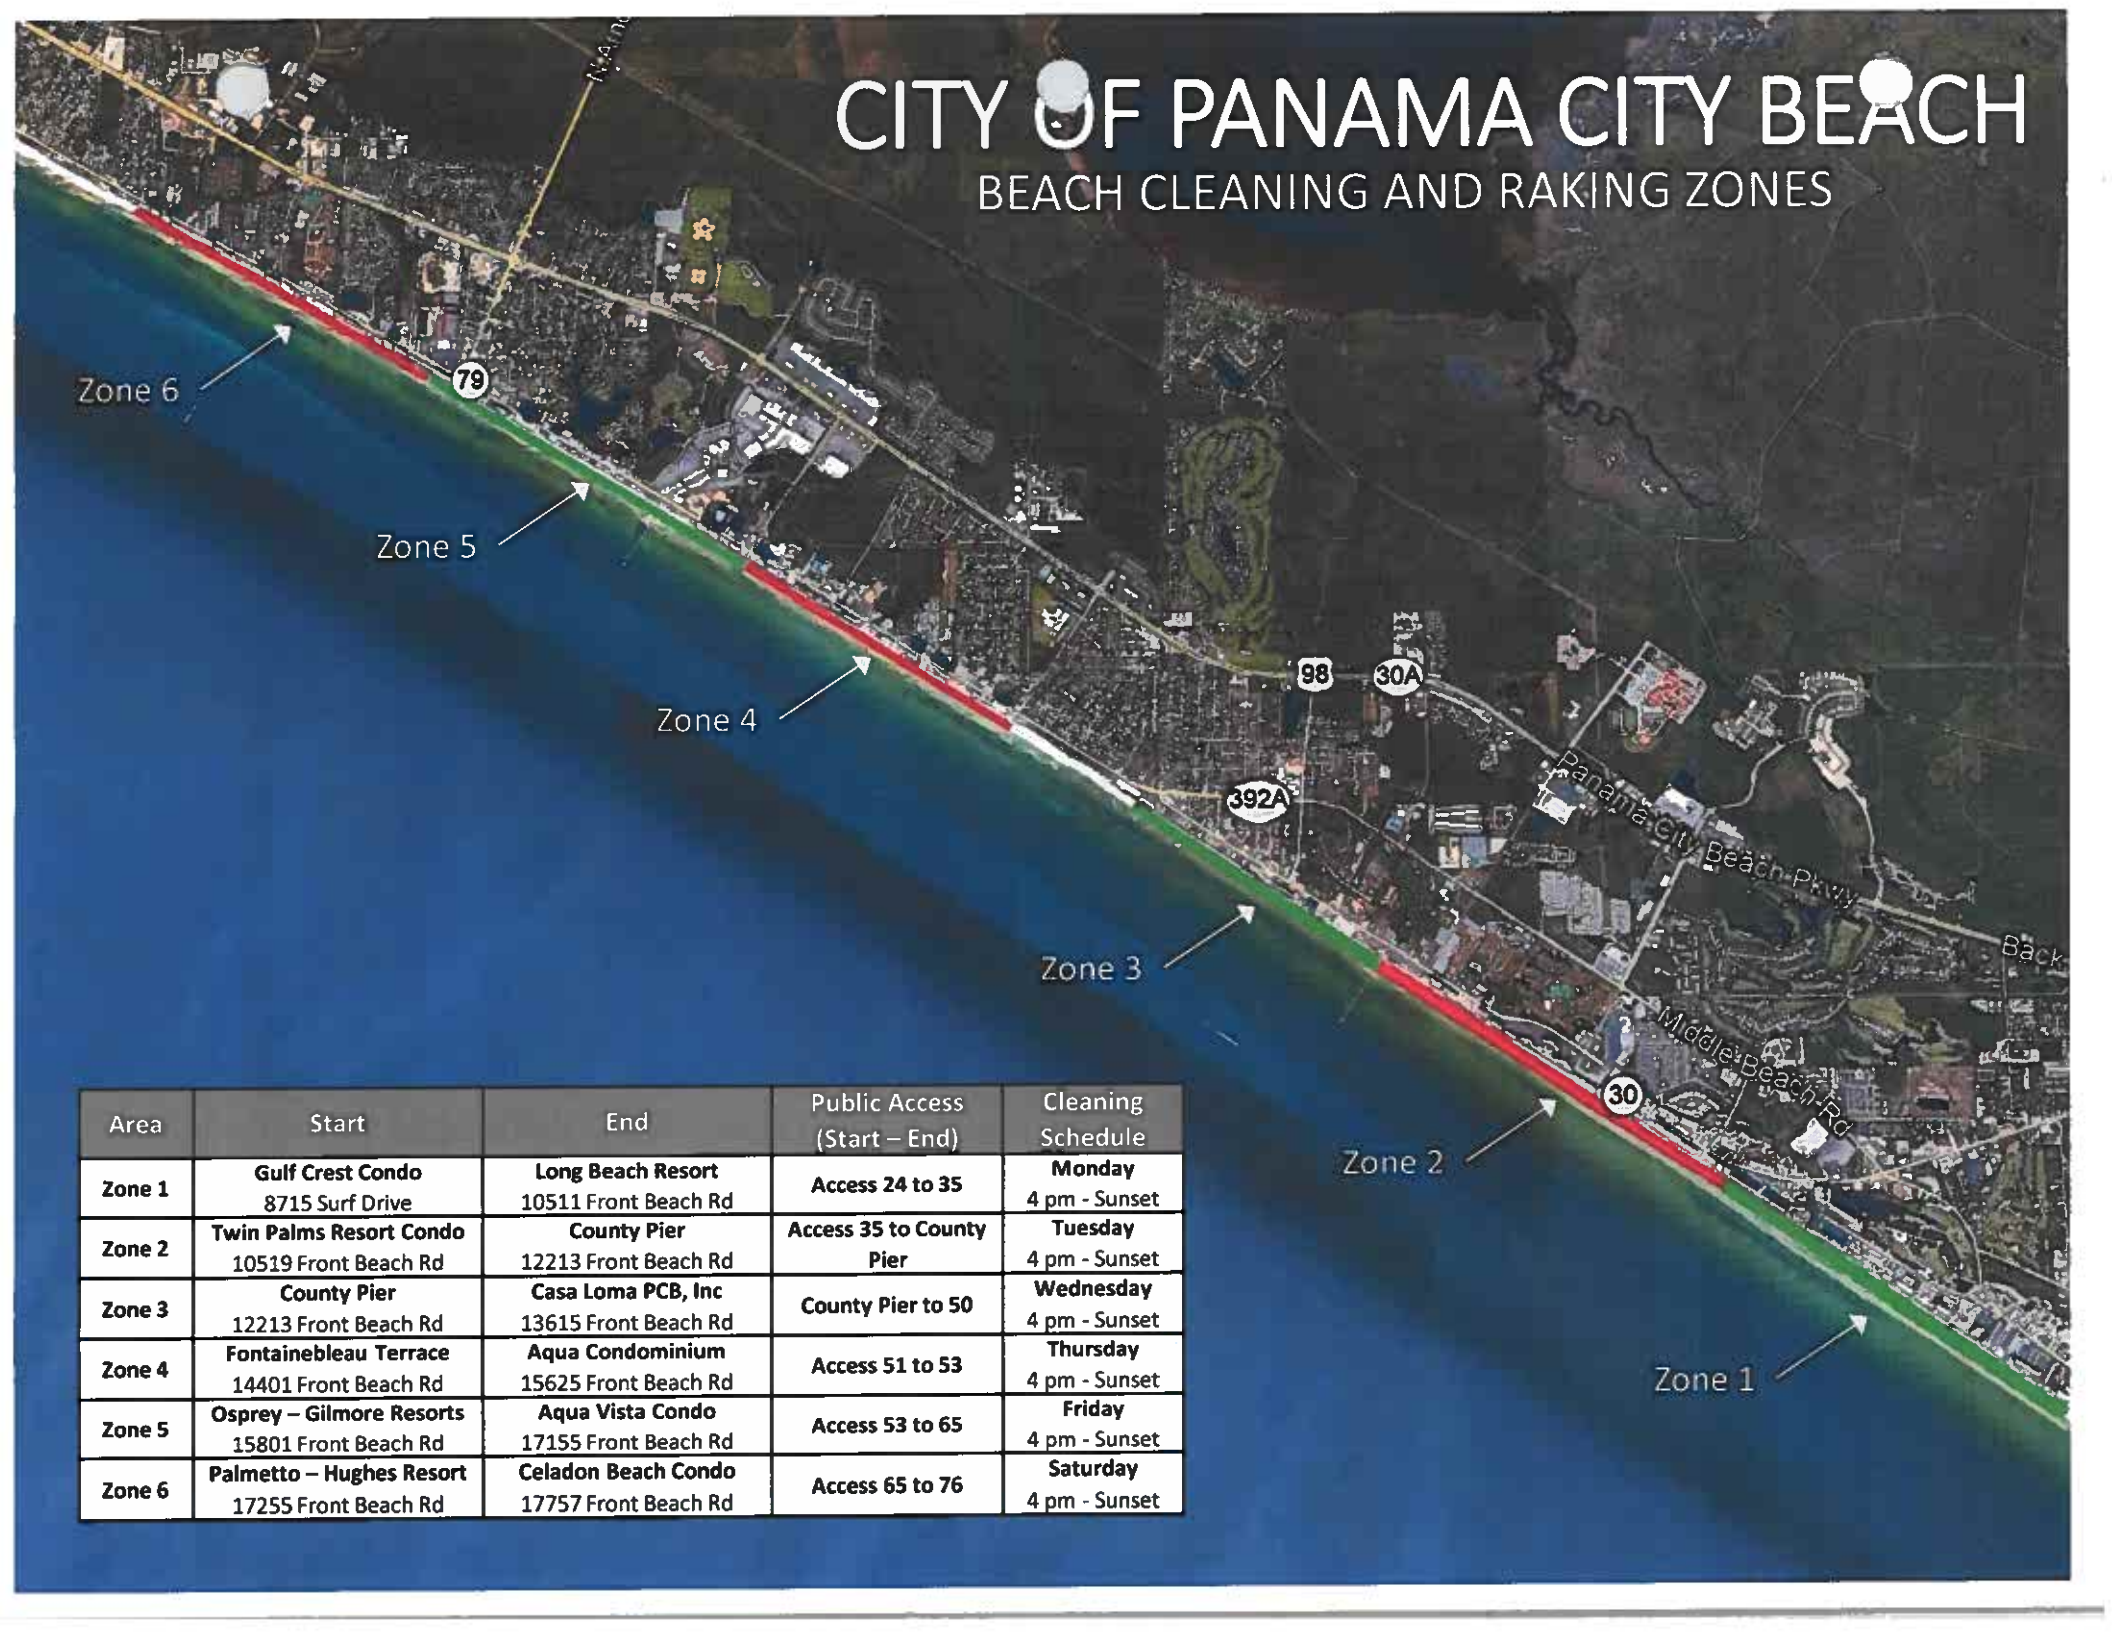 CITY OF PANAMA CITY BEACH
BEACH CLEANING AND RAKING ZONES
79
Zone 6
Zone 5
Zone 4
98
30A
392A
Panama City Beach Pkwy
Back
Zone 3
Middle Beach Rd
30
Zone 2
Zone 1
Area Start End Public Access (Start – End) Cleaning Schedule
Zone 1 Gulf Crest Condo Long Beach Resort Access 24 to 35 Monday
8715 Surf Drive 10511 Front Beach Rd 4 pm - Sunset
Zone 2 Twin Palms Resort Condo County Pier Access 35 to County Pier Tuesday
10519 Front Beach Rd 12213 Front Beach Rd 4 pm - Sunset
Zone 3 County Pier Casa Loma PCB, Inc County Pier to 50 Wednesday
12213 Front Beach Rd 13615 Front Beach Rd 4 pm - Sunset
Zone 4 Fontainebleau Terrace Aqua Condominium Access 51 to 53 Thursday
14401 Front Beach Rd 15625 Front Beach Rd 4 pm - Sunset
Zone 5 Osprey – Gilmore Resorts Aqua Vista Condo Access 53 to 65 Friday
15801 Front Beach Rd 17155 Front Beach Rd 4 pm - Sunset
Zone 6 Palmetto – Hughes Resort Celadon Beach Condo Access 65 to 76 Saturday
17255 Front Beach Rd 17757 Front Beach Rd 4 pm - Sunset